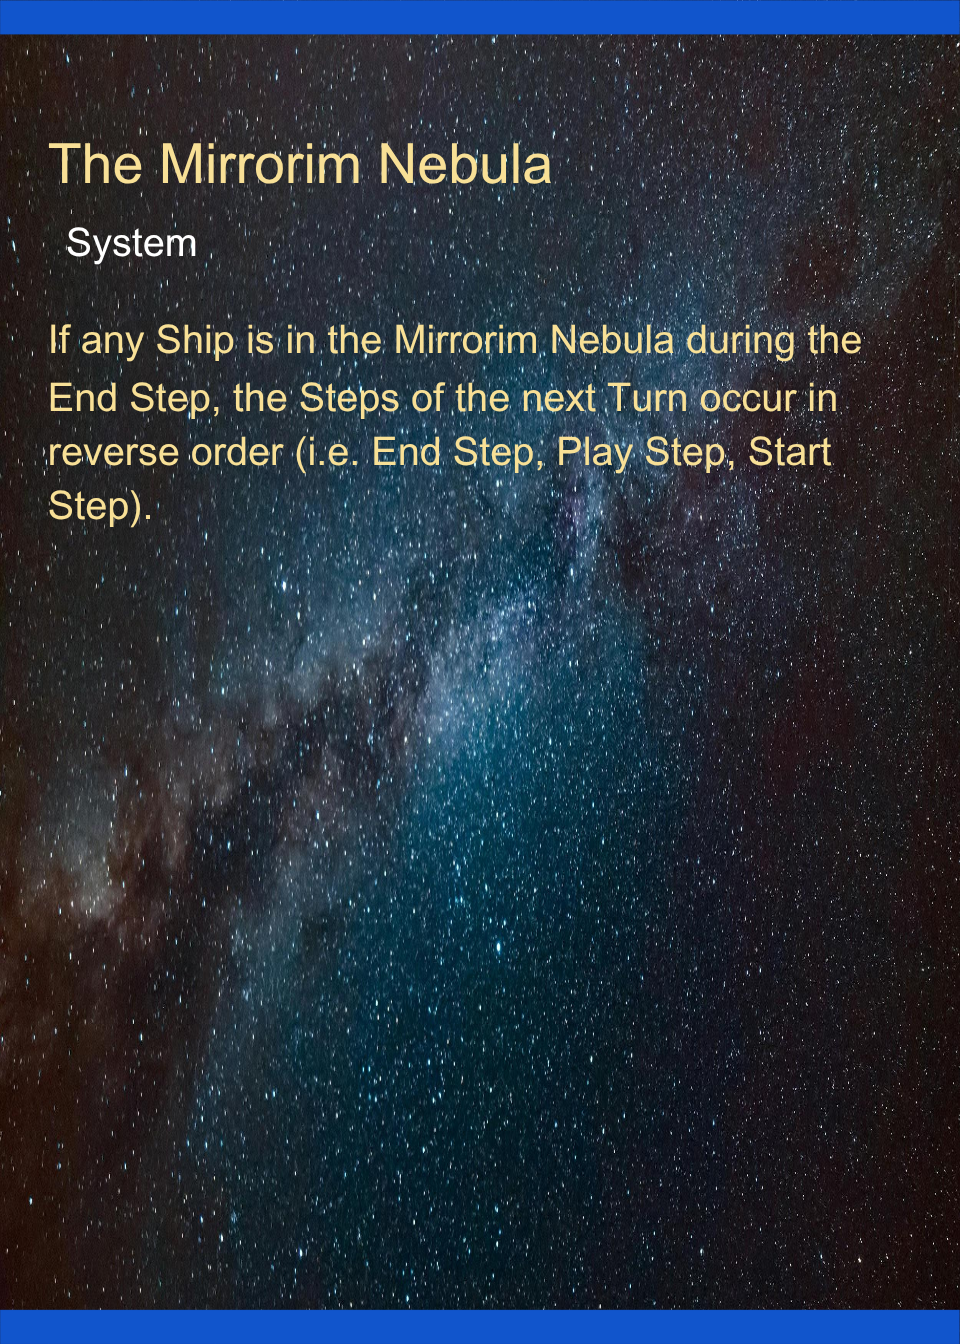 The Mirrorim Nebula
System
If any Ship is in the Mirrorim Nebula during the
End Step, the Steps of the next Turn occur in
reverse order (i.e. End Step, Play Step, Start
Step).